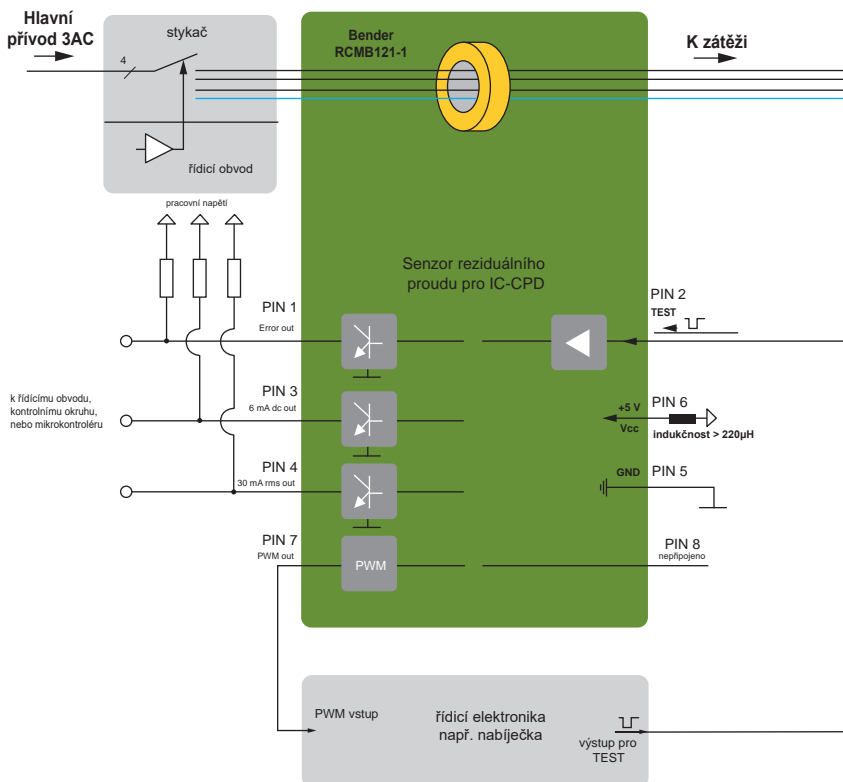 Hlavní
přívod 3AC
stykač
4
řídicí obvod
Bender
RCMB121-1
K zátěži
pracovní napětí
Senzor reziduálního
proudu pro IC-CPD
PIN 1
Error out
PIN 2
TEST
k řídícímu obvodu,
kontrolnímu okruhu,
nebo mikrokontroléru
PIN 3
6 mA dc out
+5 V
Vcc
PIN 6
indukčnost > 220µH
PIN 4
30 mA rms out
GND
PIN 5
PIN 7
PWM out
PWM
PIN 8
nepřipojeno
PWM vstup
řídicí elektronika
např. nabíječka
výstup pro
TEST